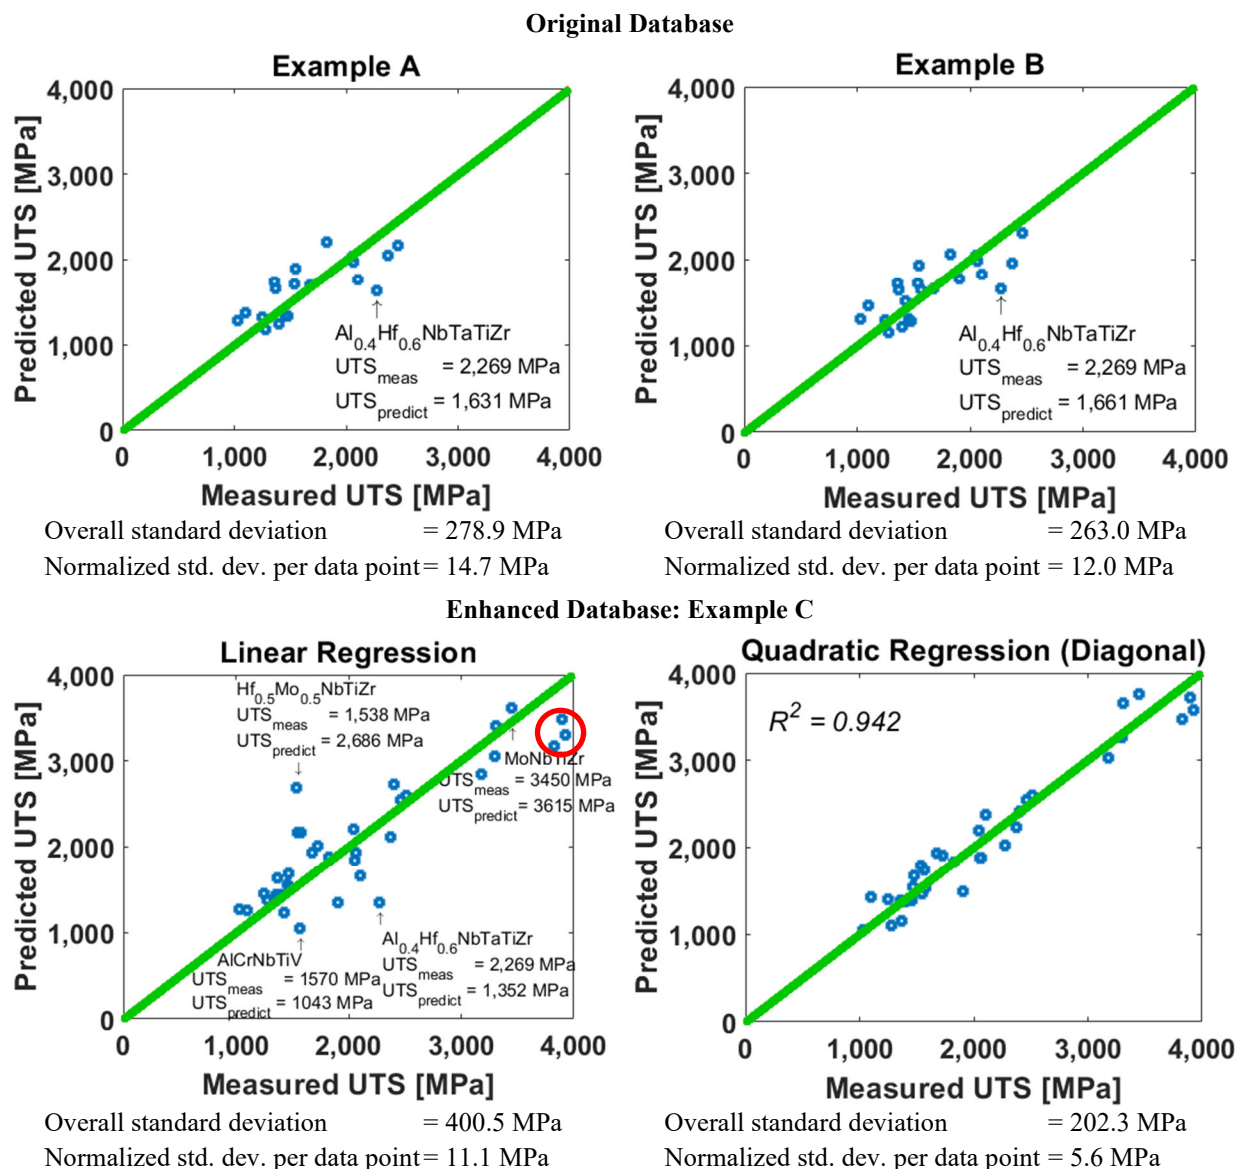 Original Database
Example A
Predicted UTS [MPa]
4,000
3,000
2,000
1,000
0
Al0.4Hf0.6NbTaTiZr
UTSmeas = 2,269 MPa
UTSpredict = 1,631 MPa
0 1,000 2,000 3,000 4,000
Measured UTS [MPa]
Overall standard deviation = 278.9 MPa
Normalized std. dev. per data point = 14.7 MPa
Example B
Predicted UTS [MPa]
4,000
3,000
2,000
1,000
0
Al0.4Hf0.6NbTaTiZr
UTSmeas = 2,269 MPa
UTSpredict = 1,661 MPa
0 1,000 2,000 3,000 4,000
Measured UTS [MPa]
Overall standard deviation = 263.0 MPa
Normalized std. dev. per data point = 12.0 MPa
Enhanced Database: Example C
Linear Regression
Predicted UTS [MPa]
4,000
3,000
2,000
1,000
0
Hf0.5Mo0.5NbTiZr
UTSmeas = 1,538 MPa
UTSpredict = 2,686 MPa
MoNbTiZr
UTSmeas = 3450 MPa
UTSpredict = 3615 MPa
AlCrNbTiV
UTSmeas = 1570 MPa
UTSpredict = 1043 MPa
Al0.4Hf0.6NbTaTiZr
UTSmeas = 2,269 MPa
UTSpredict = 1,352 MPa
0 1,000 2,000 3,000 4,000
Measured UTS [MPa]
Overall standard deviation = 400.5 MPa
Normalized std. dev. per data point = 11.1 MPa
Quadratic Regression (Diagonal)
Predicted UTS [MPa]
4,000
3,000
2,000
1,000
0
R² = 0.942
0 1,000 2,000 3,000 4,000
Measured UTS [MPa]
Overall standard deviation = 202.3 MPa
Normalized std. dev. per data point = 5.6 MPa